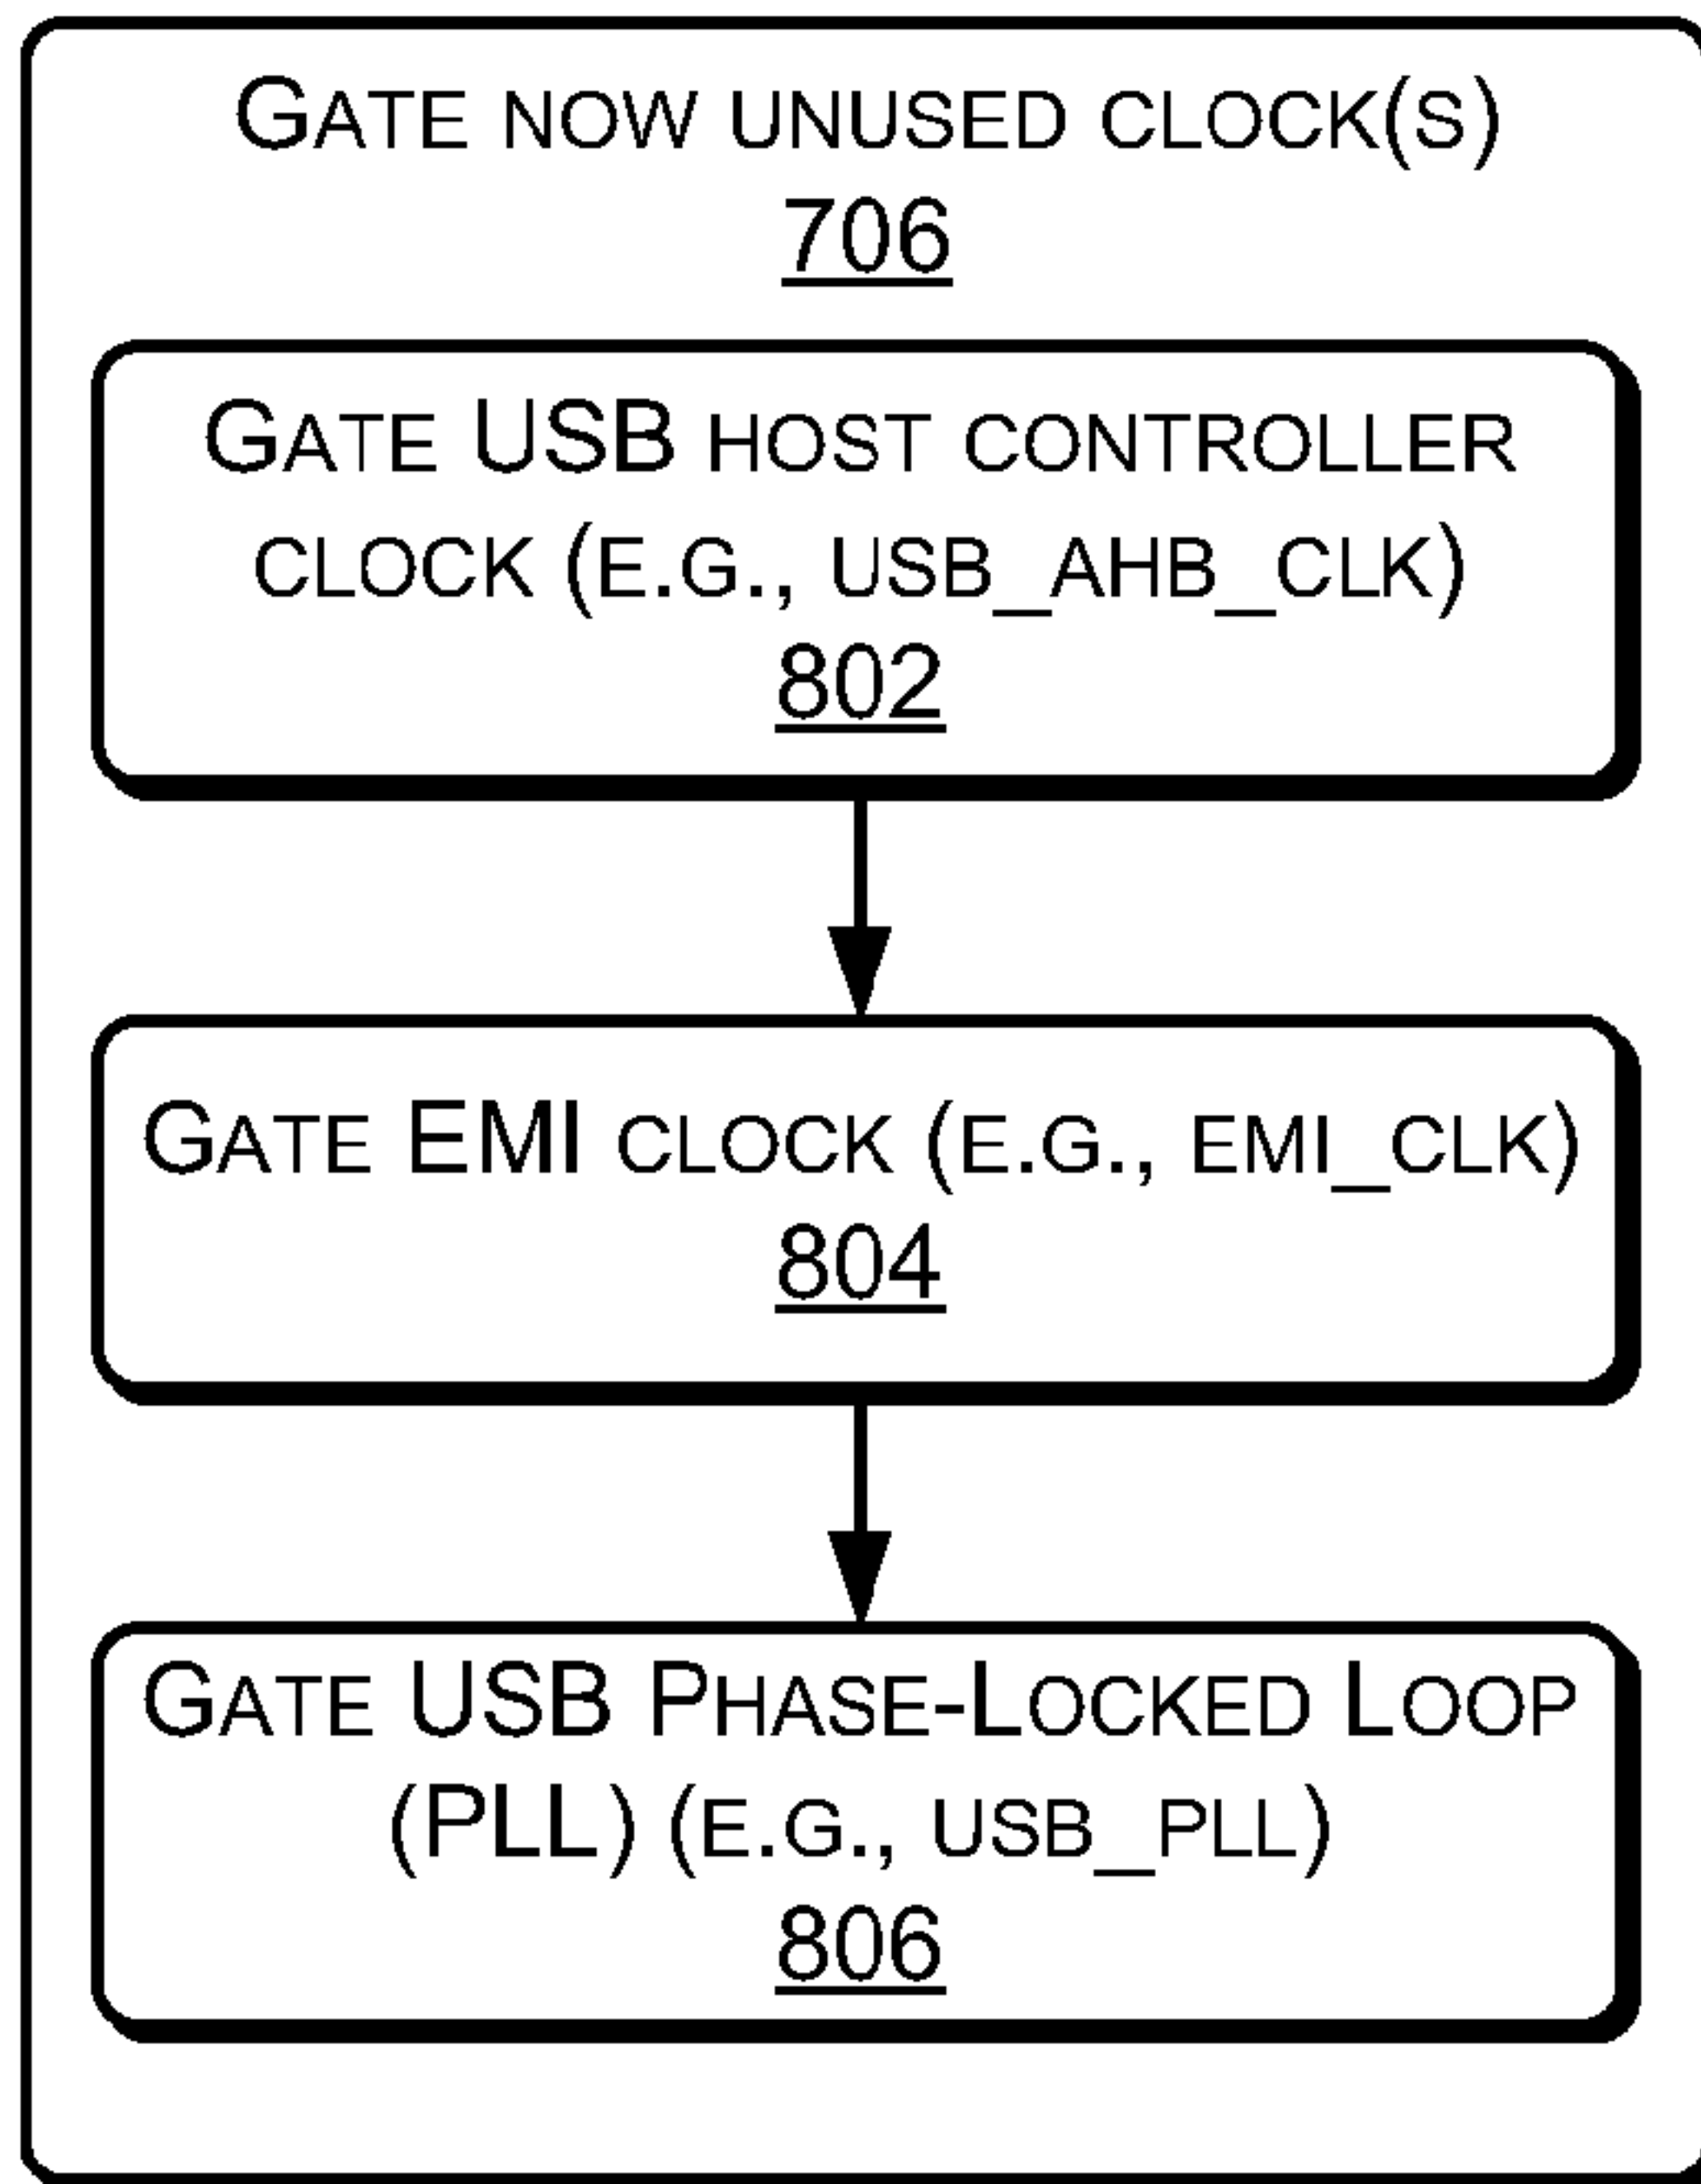 GATE NOW UNUSED CLOCK(S)
706
GATE USB HOST CONTROLLER
CLOCK (E.G., USB_AHB_CLK)
802
GATE EMI CLOCK (E.G., EMI_CLK)
804
GATE USB PHASE-LOCKED LOOP
(PLL) (E.G., USB_PLL)
806